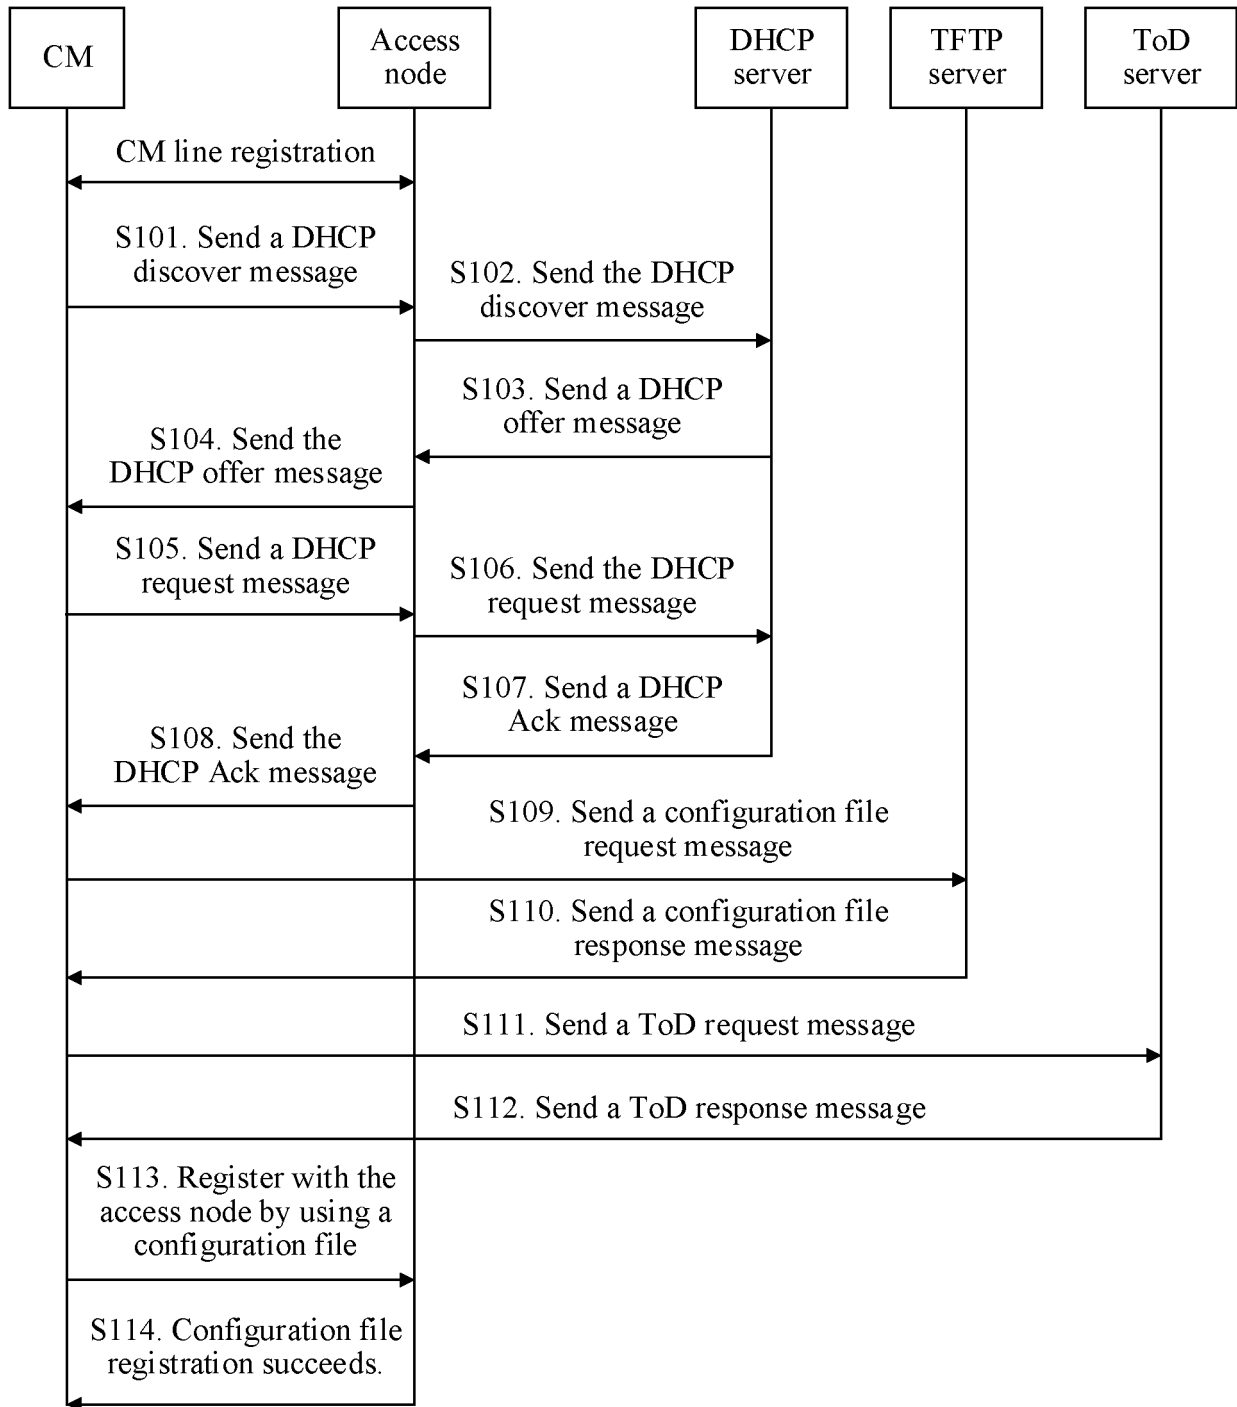 CM
Access
node
DHCP
server
TFTP
server
ToD
server
CM line registration
S101. Send a DHCP
discover message
S102. Send the DHCP
discover message
S103. Send a DHCP
offer message
S104. Send the
DHCP offer message
S105. Send a DHCP
request message
S106. Send the DHCP
request message
S107. Send a DHCP
Ack message
S108. Send the
DHCP Ack message
S109. Send a configuration file
request message
S110. Send a configuration file
response message
S111. Send a ToD request message
S112. Send a ToD response message
S113. Register with the
access node by using a
configuration file
S114. Configuration file
registration succeeds.